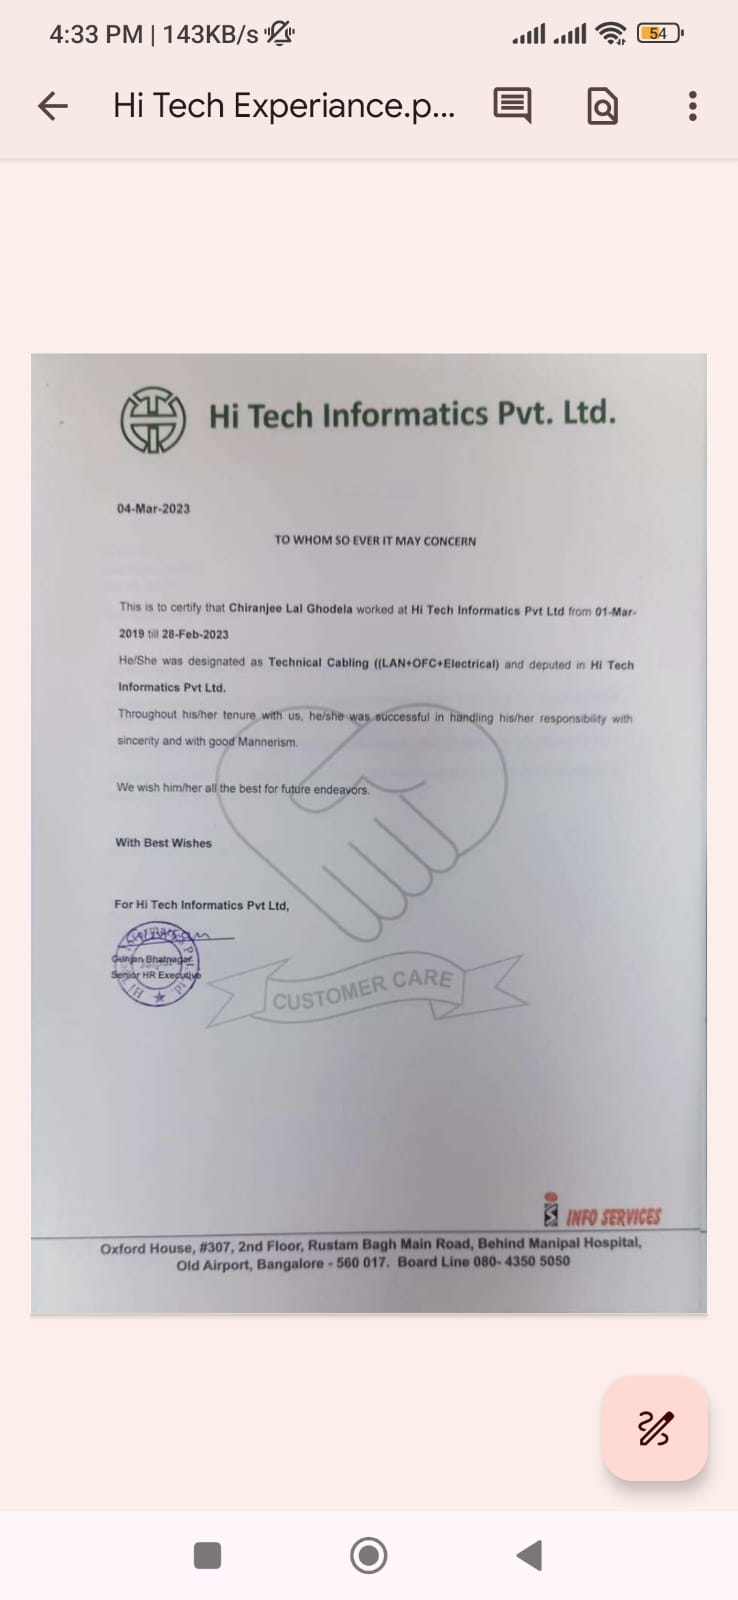 4:33 PM | 143KB/s
54
Hi Tech Experiance.p...
Hi Tech Informatics Pvt. Ltd.
04-Mar-2023
TO WHOM SO EVER IT MAY CONCERN
This is to certify that Chiranjee Lal Ghodela worked at Hi Tech Informatics Pvt Ltd from 01-Mar-
2019 till 28-Feb-2023
He/She was designated as Technical Cabling ((LAN+OFC+Electrical) and deputed in Hi Tech
Informatics Pvt Ltd.
Throughout his/her tenure with us, he/she was successful in handling his/her responsibility with
sincerity and with good Mannerism.
We wish him/her all the best for future endeavors.
With Best Wishes
For Hi Tech Informatics Pvt Ltd,
Gunjan Bhatnagar
Senior HR Executive
CUSTOMER CARE
INFO SERVICES
Oxford House, #307, 2nd Floor, Rustam Bagh Main Road, Behind Manipal Hospital,
Old Airport, Bangalore - 560 017. Board Line 080- 4350 5050